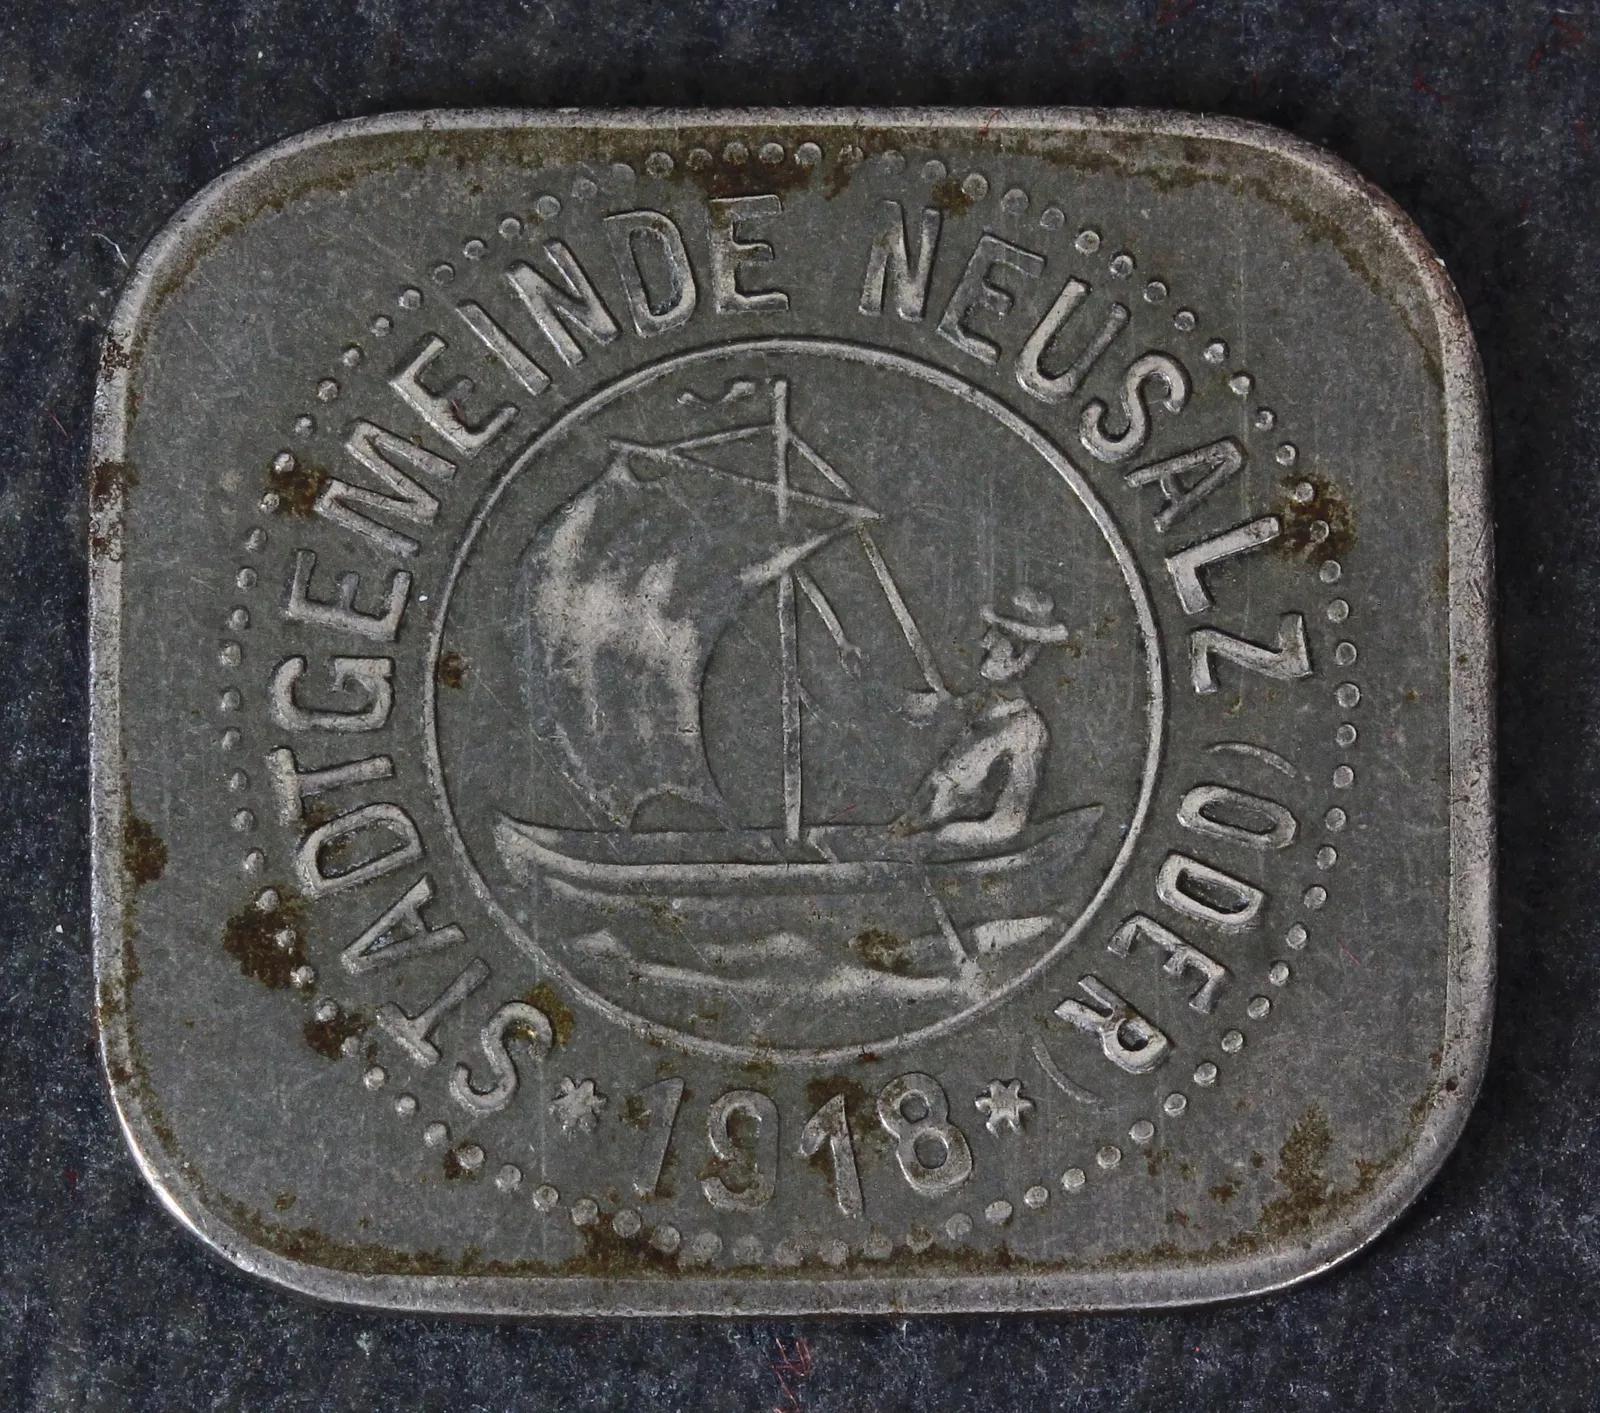 STADTGEMEINDE NEUSALZ (ODER)
* 1918 *